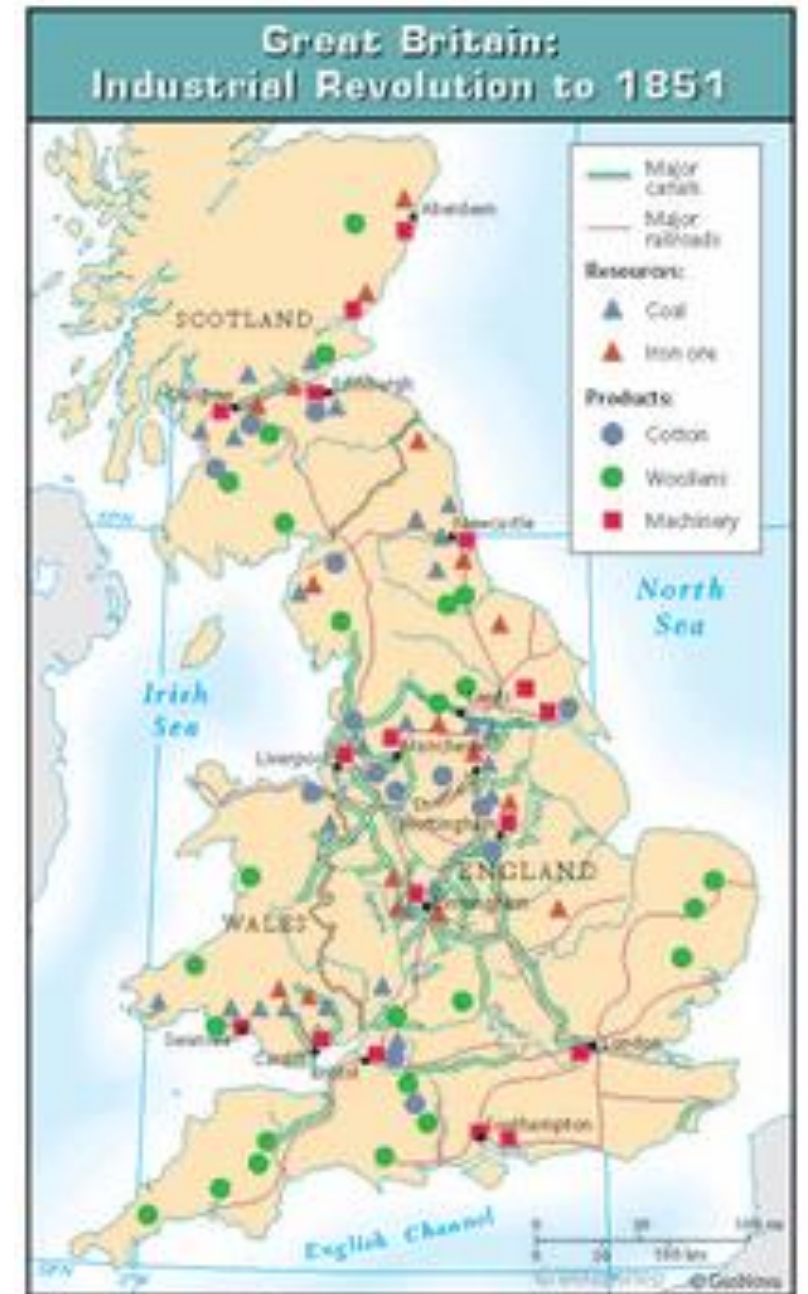 Great Britain:
Industrial Revolution to 1851
Major
canals
Major
railroads
Resources:
Coal
Iron ore
Products:
Cotton
Woollens
Machinery
Aberdeen
SCOTLAND
Edinburgh
Newcastle
North
Sea
Irish
Sea
Leeds
Liverpool
Manchester
ENGLAND
WALES
Swansea
Cardiff
Bristol
London
Southampton
English Channel